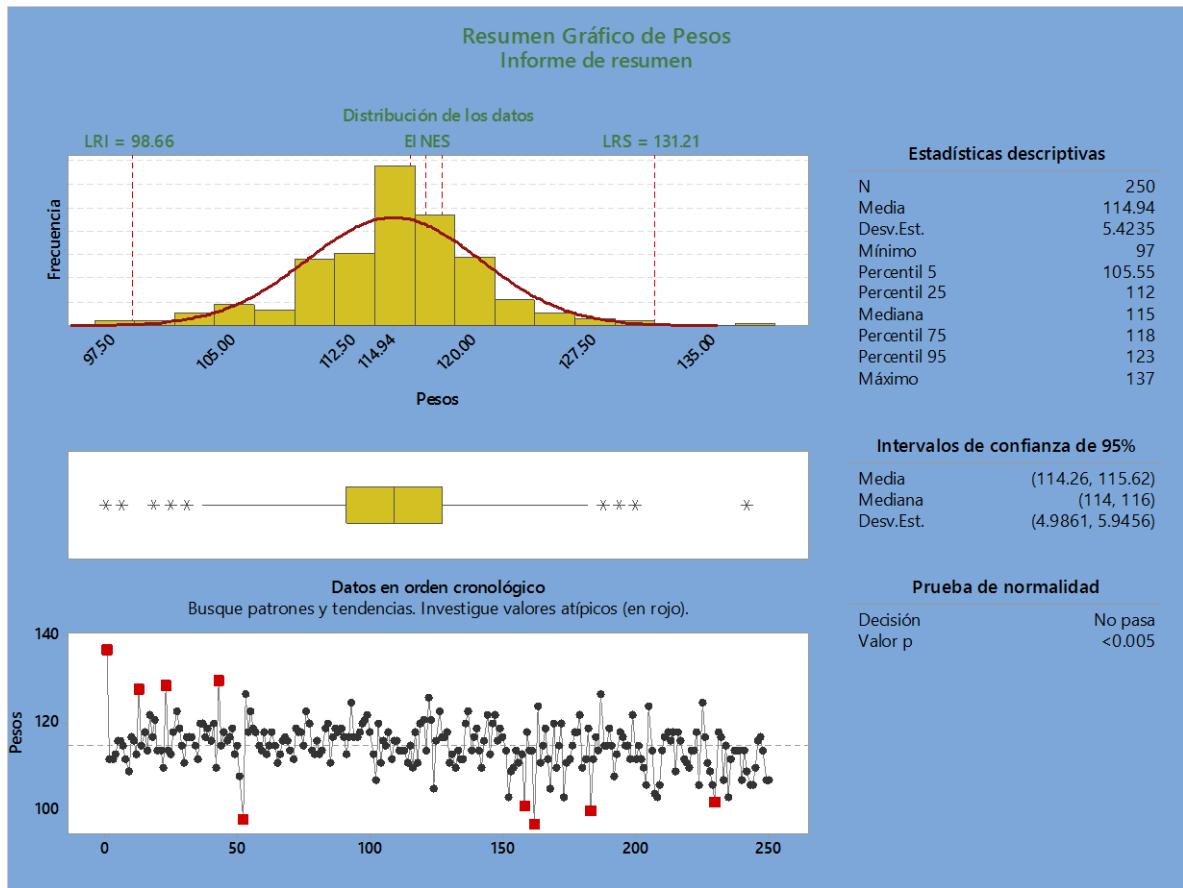 Resumen Gráfico de Pesos
Informe de resumen
Distribución de los datos
LRI = 98.66
EI NES
LRS = 131.21
Frecuencia
97.50
105.00
112.50
114.94
120.00
127.50
135.00
Pesos
Datos en orden cronológico
Busque patrones y tendencias. Investigue valores atípicos (en rojo).
Pesos
140
120
100
0
50
100
150
200
250
Estadísticas descriptivas
N 250
Media 114.94
Desv.Est. 5.4235
Mínimo 97
Percentil 5 105.55
Percentil 25 112
Mediana 115
Percentil 75 118
Percentil 95 123
Máximo 137
Intervalos de confianza de 95%
Media (114.26, 115.62)
Mediana (114, 116)
Desv.Est. (4.9861, 5.9456)
Prueba de normalidad
Decisión No pasa
Valor p <0.005